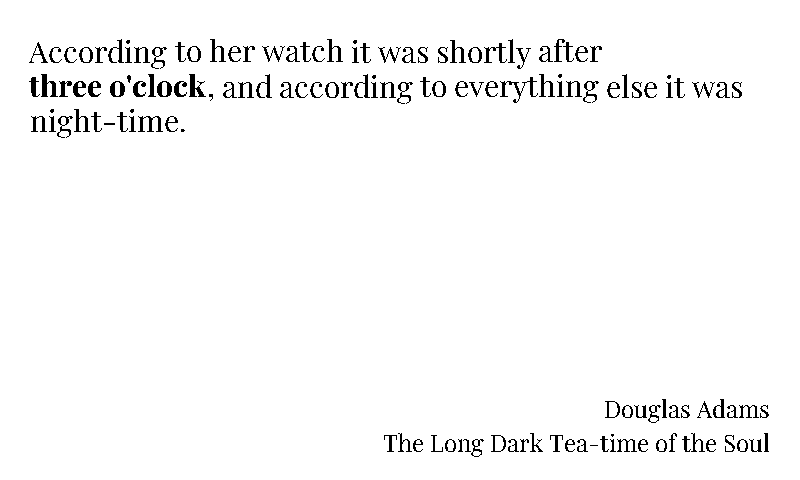 According to her watch it was shortly after
three o'clock, and according to everything else it was
night-time.
Douglas Adams
The Long Dark Tea-time of the Soul